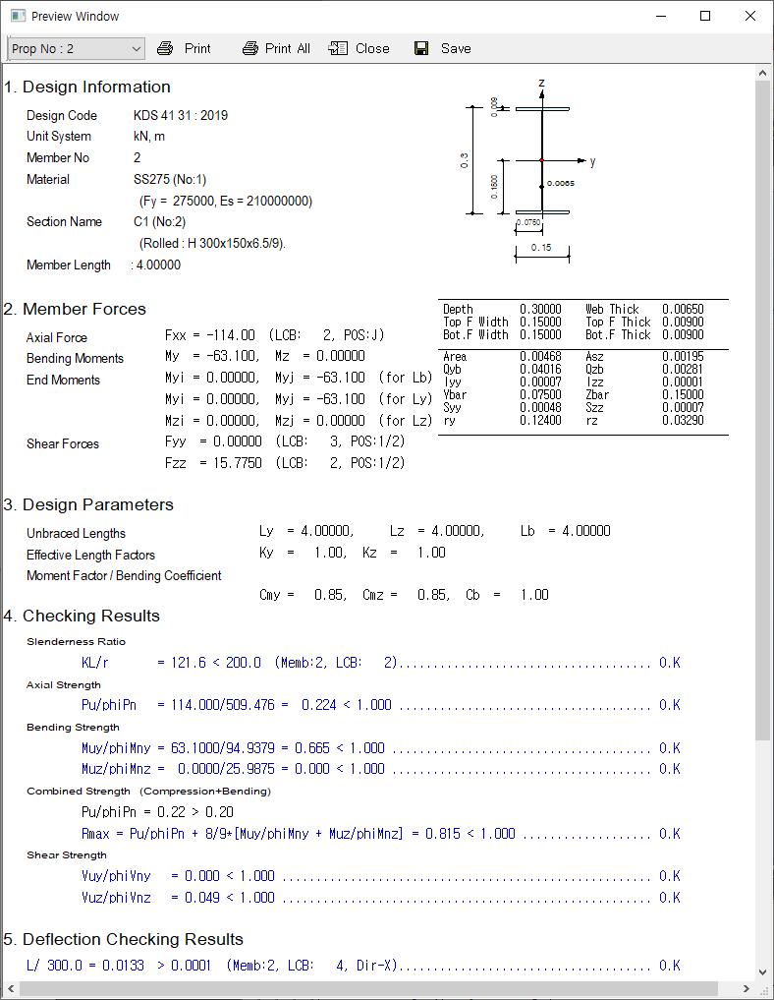 Preview Window
Prop No : 2 Print Print All Close Save
1. Design Information
Design Code KDS 41 31 : 2019
Unit System kN, m
Member No 2
Material SS275 (No:1)
(Fy = 275000, Es = 210000000)
Section Name C1 (No:2)
(Rolled : H 300x150x6.5/9).
Member Length : 4.00000
z
0.009
y
0.3
0.1500
0.0065
0.0750
0.15
2. Member Forces
Axial Force Fxx = -114.00 (LCB: 2, POS:J)
Bending Moments My = -63.100, Mz = 0.00000
End Moments Myi = 0.00000, Myj = -63.100 (for Lb)
Myi = 0.00000, Myj = -63.100 (for Ly)
Mzi = 0.00000, Mzj = 0.00000 (for Lz)
Shear Forces Fyy = 0.00000 (LCB: 3, POS:1/2)
Fzz = 15.7750 (LCB: 2, POS:1/2)
Depth 0.30000 Web Thick 0.00650
Top F Width 0.15000 Top F Thick 0.00900
Bot.F Width 0.15000 Bot.F Thick 0.00900
Area 0.00468 Asz 0.00195
Qyb 0.04016 Qzb 0.00281
Iyy 0.00007 Izz 0.00001
Ybar 0.07500 Zbar 0.15000
Syy 0.00048 Szz 0.00007
ry 0.12400 rz 0.03290
3. Design Parameters
Unbraced Lengths Ly = 4.00000, Lz = 4.00000, Lb = 4.00000
Effective Length Factors Ky = 1.00, Kz = 1.00
Moment Factor / Bending Coefficient
Cmy = 0.85, Cmz = 0.85, Cb = 1.00
4. Checking Results
Slenderness Ratio
KL/r = 121.6 < 200.0 (Memb:2, LCB: 2)..................................... O.K
Axial Strength
Pu/phiPn = 114.000/509.476 = 0.224 < 1.000 ..................................... O.K
Bending Strength
Muy/phiMny = 63.1000/94.9379 = 0.665 < 1.000 ...................................... O.K
Muz/phiMnz = 0.0000/25.9875 = 0.000 < 1.000 ...................................... O.K
Combined Strength (Compression+Bending)
Pu/phiPn = 0.22 > 0.20
Rmax = Pu/phiPn + 8/9*[Muy/phiMny + Muz/phiMnz] = 0.815 < 1.000 ................... O.K
Shear Strength
Vuy/phiVny = 0.000 < 1.000 ...................................................... O.K
Vuz/phiVnz = 0.049 < 1.000 ...................................................... O.K
5. Deflection Checking Results
L/ 300.0 = 0.0133 > 0.0001 (Memb:2, LCB: 4, Dir-X)..................................... O.K